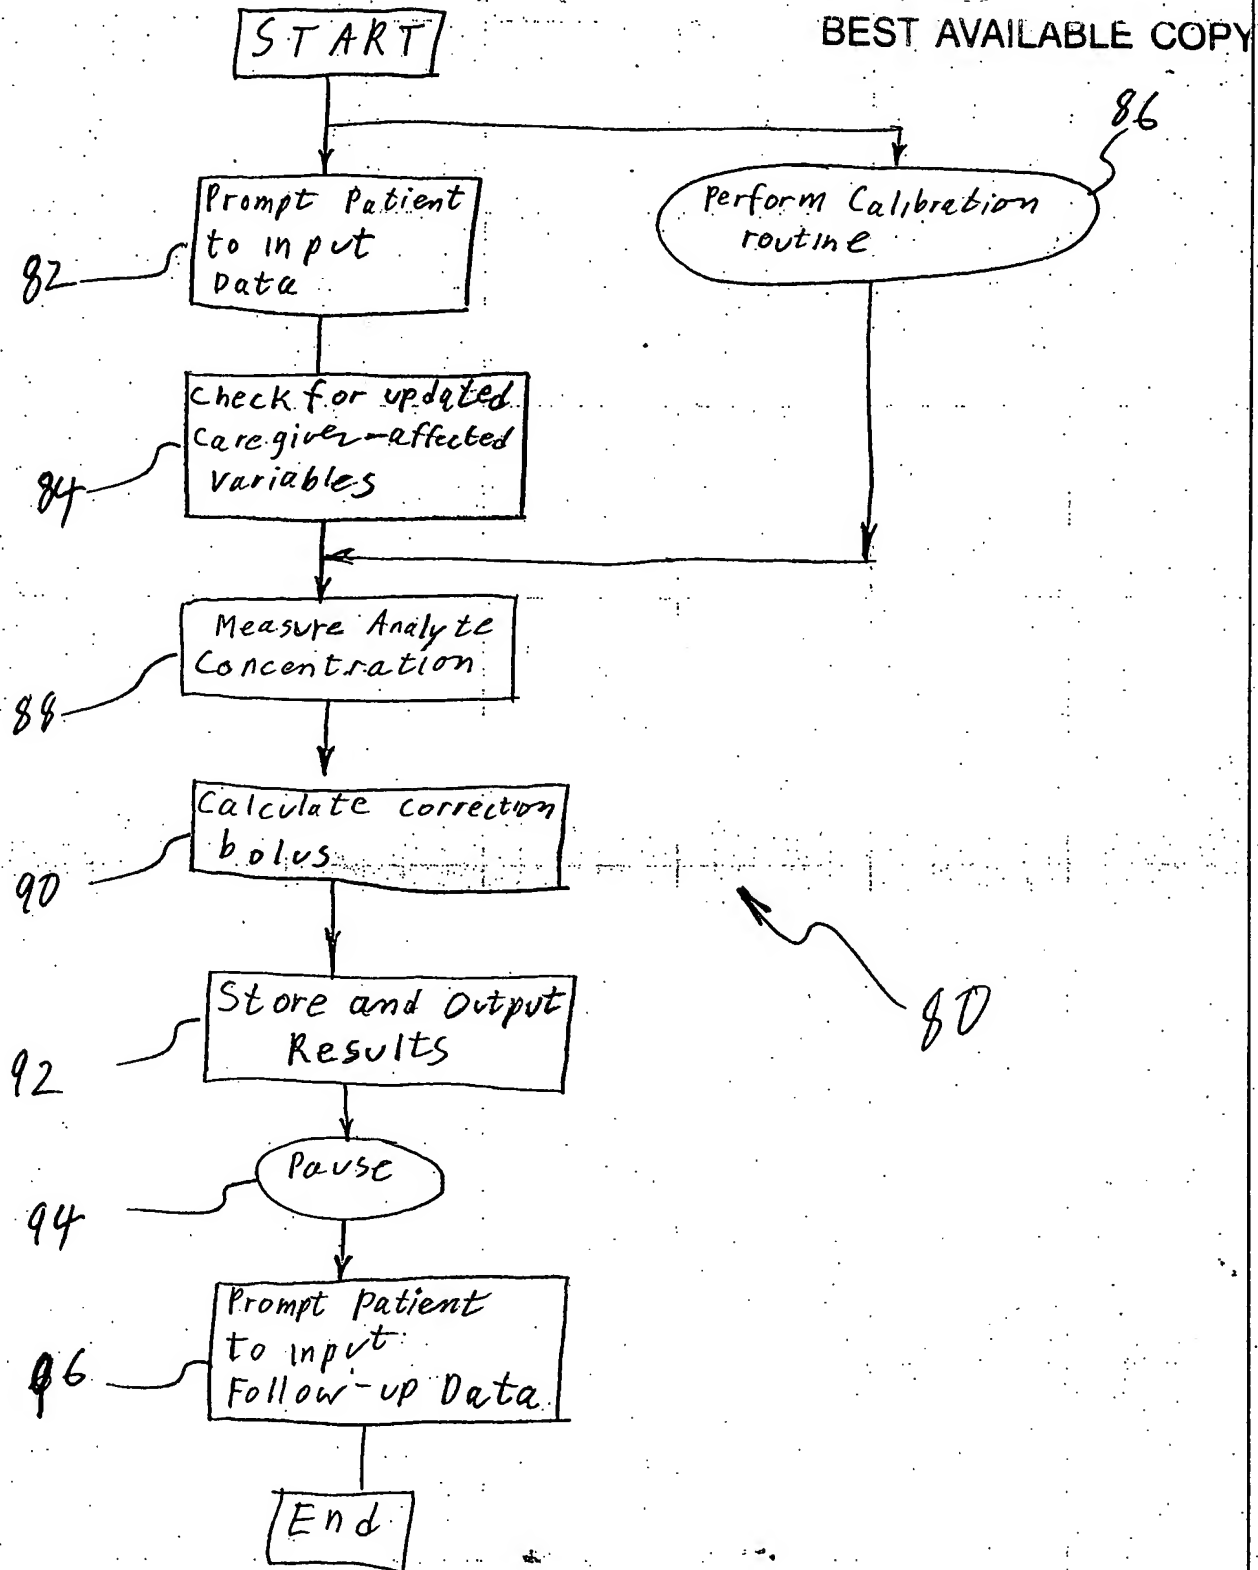 START
BEST AVAILABLE COPY
86
Prompt Patient
to input
Data
82
Perform Calibration
routine
Check for updated
Caregiver-affected
Variables
84
Measure Analyte
Concentration
88
Calculate correction
bolus
90
80
Store and Output
Results
92
Pause
94
Prompt patient
to input
Follow-up Data
96
End